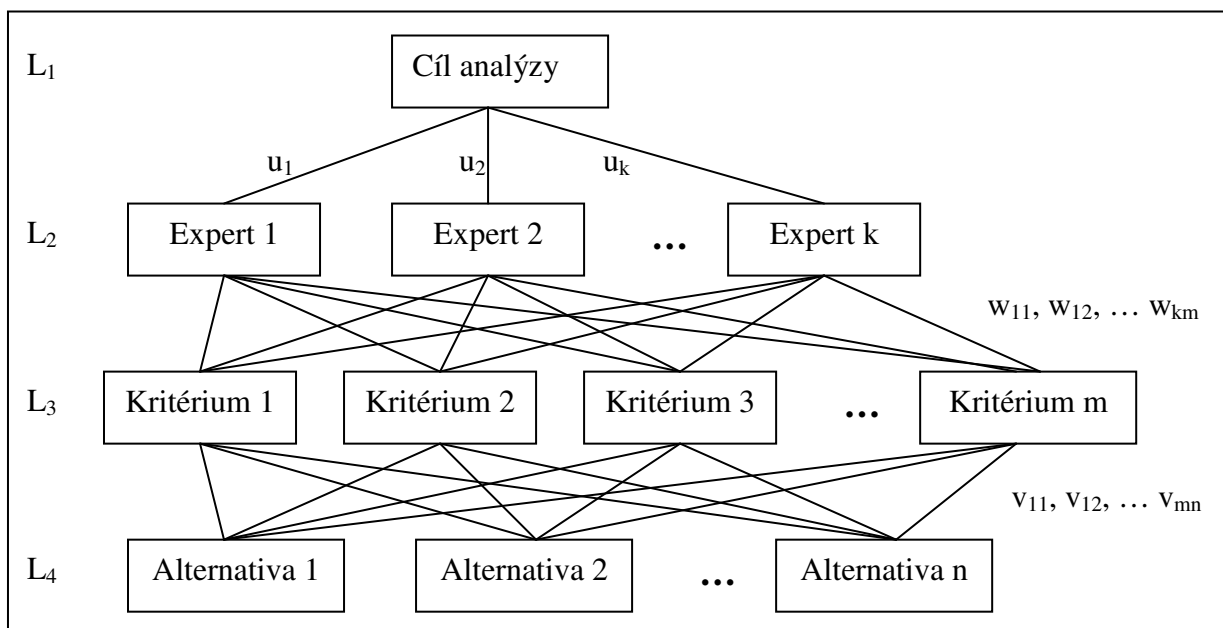 L₁ Cíl analýzy
u₁ u₂ uₖ
L₂ Expert 1 Expert 2 ... Expert k
w₁₁, w₁₂, … wₖₘ
L₃ Kritérium 1 Kritérium 2 Kritérium 3 ... Kritérium m
v₁₁, v₁₂, … vₘₙ
L₄ Alternativa 1 Alternativa 2 ... Alternativa n